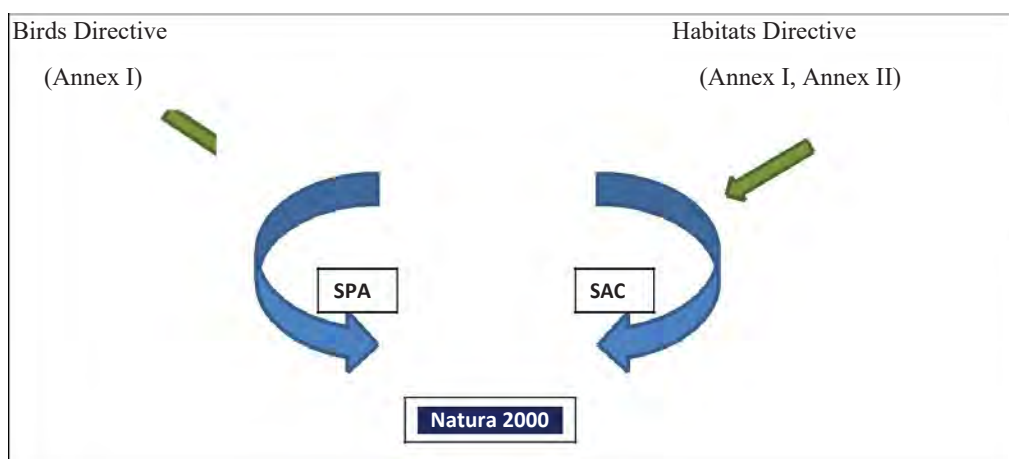 Birds Directive
Habitats Directive
(Annex I)
(Annex I, Annex II)
SPA
SAC
Natura 2000